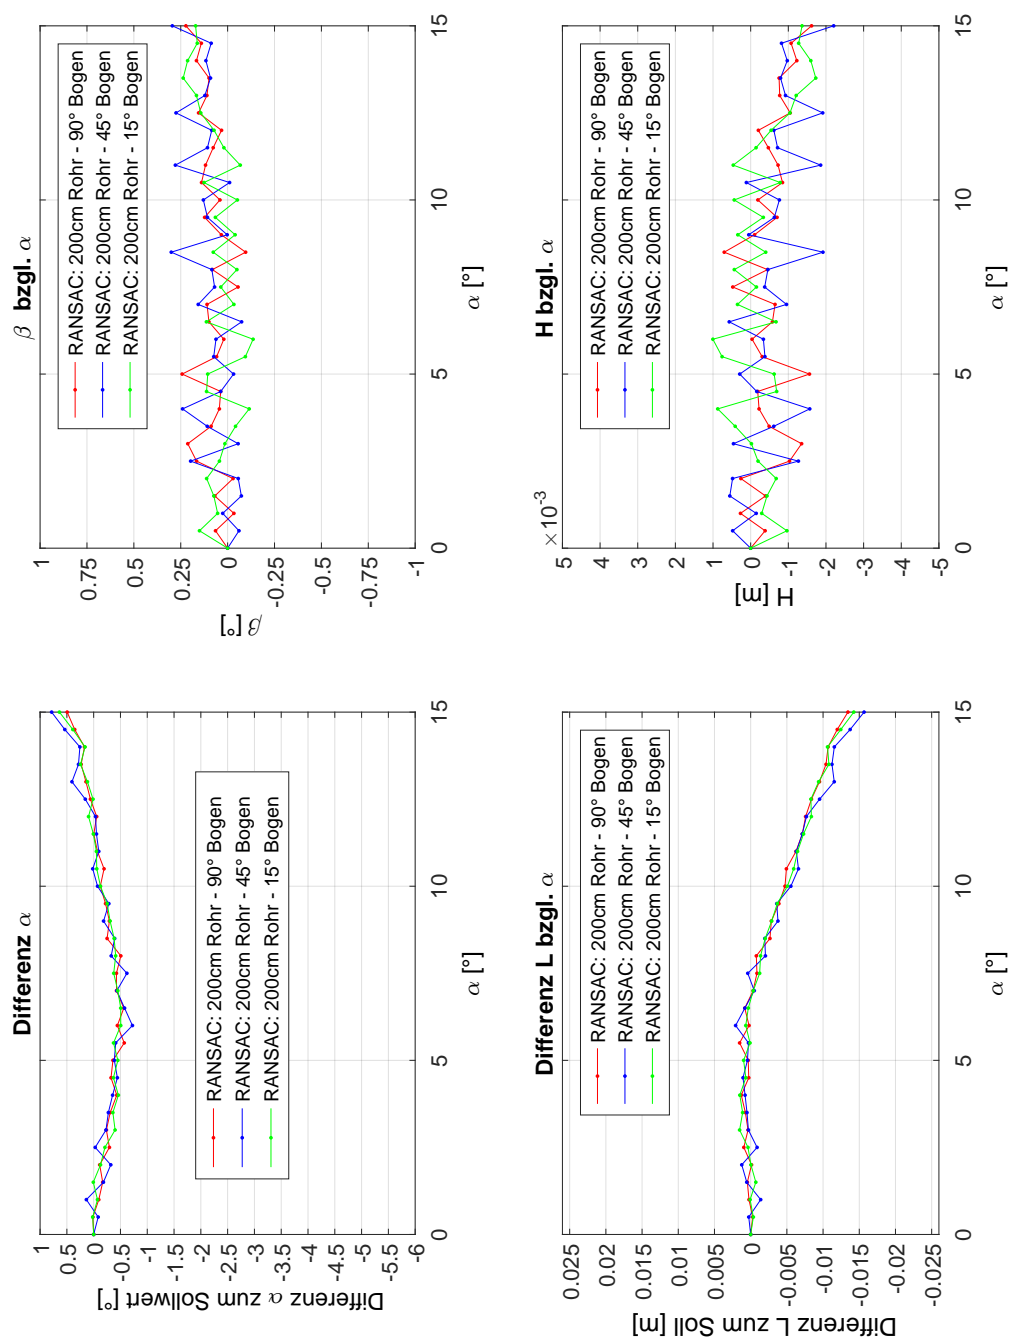 Differenz α
1
0.5
0
-0.5
-1
-1.5
-2
-2.5
-3
-3.5
-4
-4.5
-5
-5.5
-6
Differenz α zum Sollwert [°]
RANSAC: 200cm Rohr - 90° Bogen
RANSAC: 200cm Rohr - 45° Bogen
RANSAC: 200cm Rohr - 15° Bogen
0 5 10 15
α [°]
β bzgl. α
1
0.75
0.5
0.25
0
-0.25
-0.5
-0.75
-1
β [°]
RANSAC: 200cm Rohr - 90° Bogen
RANSAC: 200cm Rohr - 45° Bogen
RANSAC: 200cm Rohr - 15° Bogen
0 5 10 15
α [°]
Differenz L bzgl. α
0.025
0.02
0.015
0.01
0.005
0
-0.005
-0.01
-0.015
-0.02
-0.025
Differenz L zum Soll [m]
RANSAC: 200cm Rohr - 90° Bogen
RANSAC: 200cm Rohr - 45° Bogen
RANSAC: 200cm Rohr - 15° Bogen
0 5 10 15
α [°]
H bzgl. α
×10⁻³
5
4
3
2
1
0
-1
-2
-3
-4
-5
H [m]
RANSAC: 200cm Rohr - 90° Bogen
RANSAC: 200cm Rohr - 45° Bogen
RANSAC: 200cm Rohr - 15° Bogen
0 5 10 15
α [°]